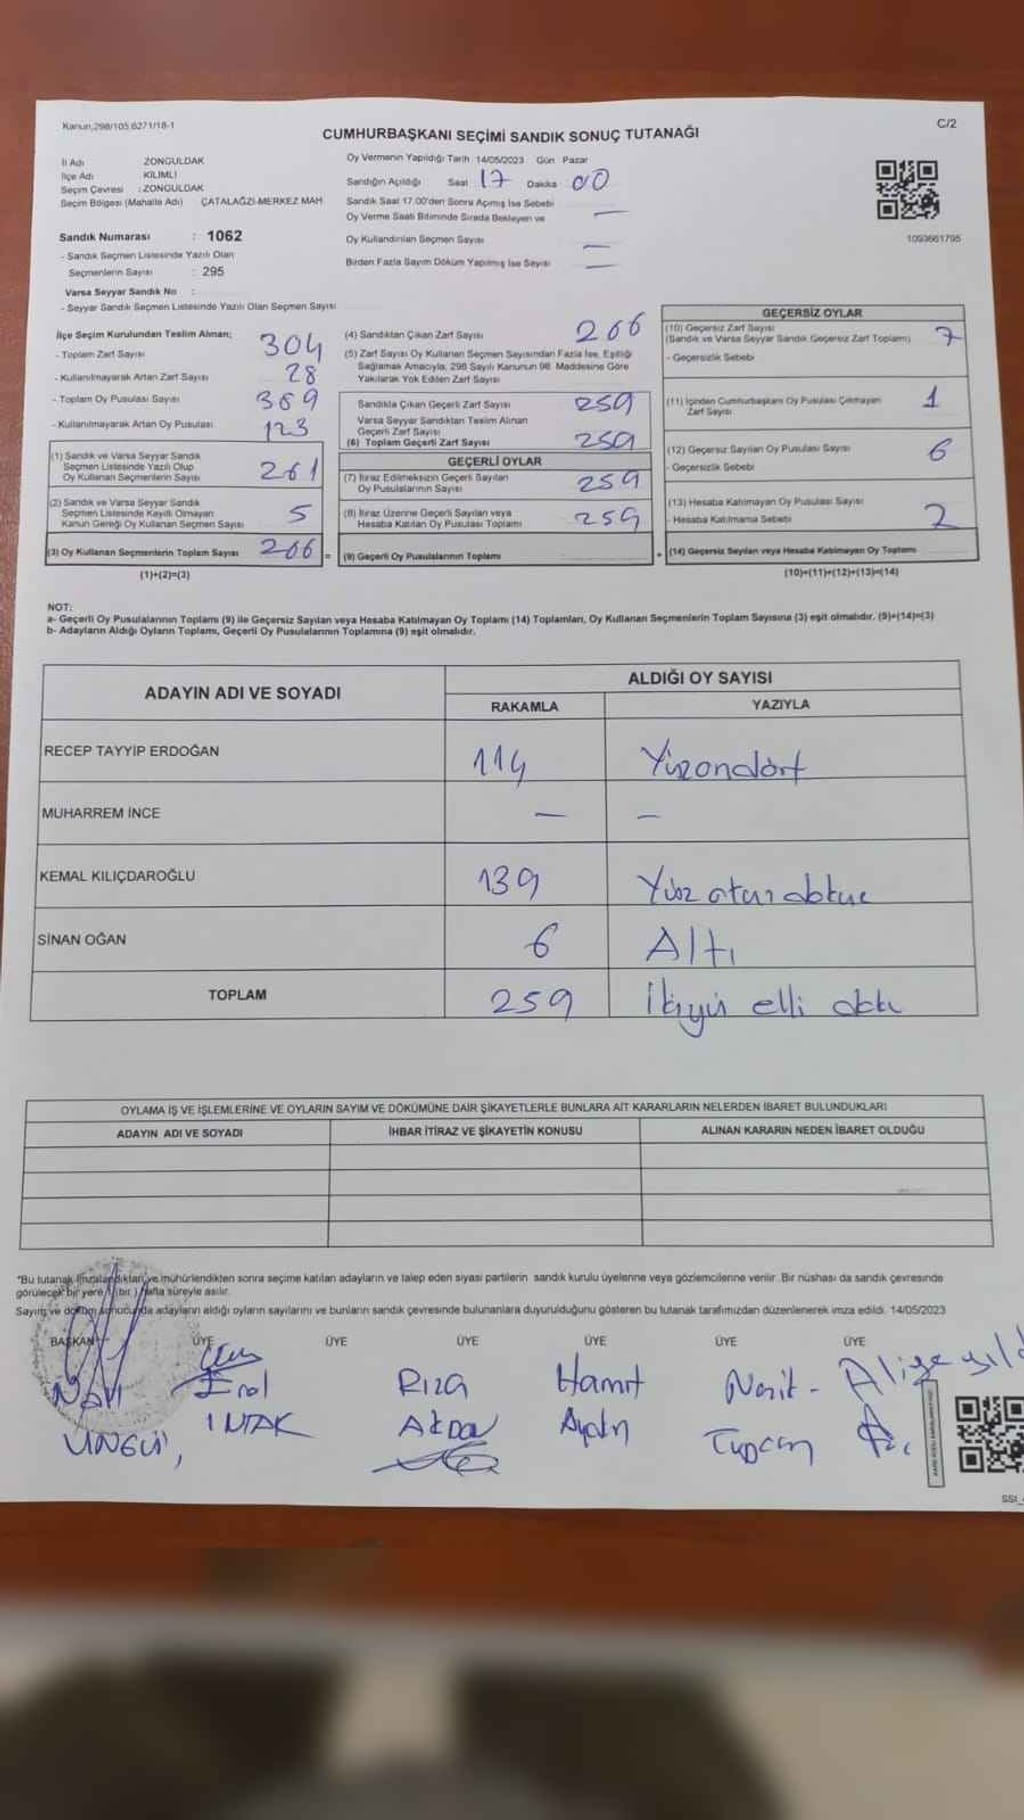 Kanun;298/105;6271/18-1
C/2
CUMHURBAŞKANI SEÇİMİ SANDIK SONUÇ TUTANAĞI
İl Adı ZONGULDAK
İlçe Adı KİLİMLİ
Seçim Çevresi : ZONGULDAK
Seçim Bölgesi (Mahalle Adı) ÇATALAĞZI-MERKEZ MAH
Oy Vermenin Yapıldığı Tarih 14/05/2023 Gün Pazar
Sandığın Açıldığı Saat 17 Dakika 00
Sandık Saat 17.00'den Sonra Açılmış İse Sebebi
Oy Verme Saati Bitiminde Sırada Bekleyen ve —
Oy Kullandırılan Seçmen Sayısı —
Birden Fazla Sayım Döküm Yapılmış İse Sayısı —
1093661795
Sandık Numarası : 1062
- Sandık Seçmen Listesinde Yazılı Olan
Seçmenlerin Sayısı : 295
Varsa Seyyar Sandık No :
- Seyyar Sandık Seçmen Listesinde Yazılı Olan Seçmen Sayısı
İlçe Seçim Kurulundan Teslim Alınan;
- Toplam Zarf Sayısı 304
- Kullanılmayarak Artan Zarf Sayısı 28
- Toplam Oy Pusulası Sayısı 369
- Kullanılmayarak Artan Oy Pusulası 123
(1) Sandık ve Varsa Seyyar Sandık
Seçmen Listesinde Yazılı Olup
Oy Kullanan Seçmenlerin Sayısı 261
(2) Sandık ve Varsa Seyyar Sandık
Seçmen Listesinde Kayıtlı Olmayan
Kanun Gereği Oy Kullanan Seçmen Sayısı 5
(3) Oy Kullanan Seçmenlerin Toplam Sayısı 266 =
(1)+(2)=(3)
(4) Sandıktan Çıkan Zarf Sayısı 266
(5) Zarf Sayısı Oy Kullanan Seçmen Sayısından Fazla İse, Eşitliği
Sağlamak Amacıyla, 298 Sayılı Kanunun 98. Maddesine Göre
Yakılarak Yok Edilen Zarf Sayısı
Sandıkta Çıkan Geçerli Zarf Sayısı 259
Varsa Seyyar Sandıktan Teslim Alınan
Geçerli Zarf Sayısı
(6) Toplam Geçerli Zarf Sayısı 259
GEÇERLİ OYLAR
(7) İtiraz Edilmeksizin Geçerli Sayılan
Oy Pusulalarının Sayısı 259
(8) İtiraz Üzerine Geçerli Sayılan veya
Hesaba Katılan Oy Pusulası Toplamı 259
(9) Geçerli Oy Pusulalarının Toplamı +
GEÇERSİZ OYLAR
(10) Geçersiz Zarf Sayısı
(Sandık ve Varsa Seyyar Sandık Geçersiz Zarf Toplamı) 7
- Geçersizlik Sebebi
(11) İçinden Cumhurbaşkanı Oy Pusulası Çıkmayan
Zarf Sayısı 1
(12) Geçersiz Sayılan Oy Pusulası Sayısı 6
- Geçersizlik Sebebi
(13) Hesaba Katılmayan Oy Pusulası Sayısı
- Hesaba Katılmama Sebebi 2
(14) Geçersiz Sayılan veya Hesaba Katılmayan Oy Toplamı
(10)+(11)+(12)+(13)=(14)
NOT:
a- Geçerli Oy Pusulalarının Toplamı (9) ile Geçersiz Sayılan veya Hesaba Katılmayan Oy Toplamı (14) Toplamları, Oy Kullanan Seçmenlerin Toplam Sayısına (3) eşit olmalıdır. (9)+(14)=(3)
b- Adayların Aldığı Oyların Toplamı, Geçerli Oy Pusulalarının Toplamına (9) eşit olmalıdır.
ADAYIN ADI VE SOYADI ALDIĞI OY SAYISI
RAKAMLA YAZIYLA
RECEP TAYYİP ERDOĞAN 114 Yüzondört
MUHARREM İNCE — —
KEMAL KILIÇDAROĞLU 139 Yüz otuz dokuz
SİNAN OĞAN 6 Altı
TOPLAM 259 İkiyüz elli dokuz
OYLAMA İŞ VE İŞLEMLERİNE VE OYLARIN SAYIM VE DÖKÜMÜNE DAİR ŞİKAYETLERLE BUNLARA AİT KARARLARIN NELERDEN İBARET BULUNDUKLARI
ADAYIN ADI VE SOYADI İHBAR İTİRAZ VE ŞİKAYETİN KONUSU ALINAN KARARIN NEDEN İBARET OLDUĞU
*Bu tutanak imzalandıktan ve mühürlendikten sonra seçime katılan adayların ve talep eden siyasi partilerin sandık kurulu üyelerine veya gözlemcilerine verilir. Bir nüshası da sandık çevresinde
görülecek bir yere 1 (bir) hafta süreyle asılır.
Sayım ve döküm sonucunda adayların aldığı oyların sayılarını ve bunların sandık çevresinde bulunanlara duyurulduğunu gösteren bu tutanak tarafımızdan düzenlenerek imza edildi. 14/05/2023
BAŞKAN ÜYE ÜYE ÜYE ÜYE ÜYE ÜYE
Erol Rıza Hamit Aliye